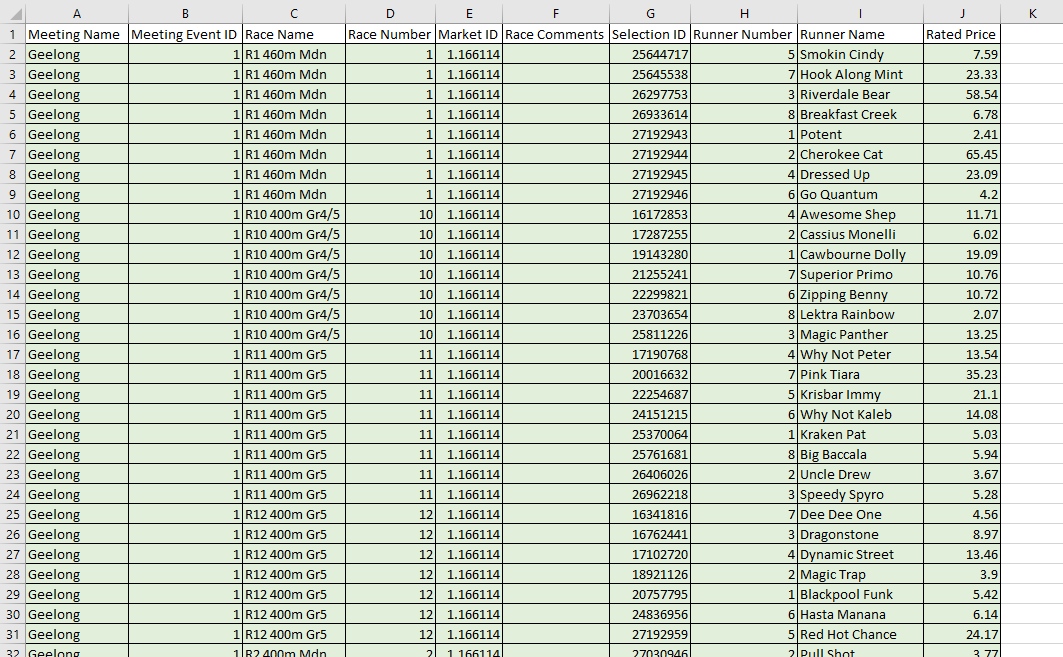 A B C D E F G H I J K
1 Meeting Name Meeting Event ID Race Name Race Number Market ID Race Comments Selection ID Runner Number Runner Name Rated Price
2 Geelong 1 R1 460m Mdn 1 1.166114 25644717 5 Smokin Cindy 7.59
3 Geelong 1 R1 460m Mdn 1 1.166114 25645538 7 Hook Along Mint 23.33
4 Geelong 1 R1 460m Mdn 1 1.166114 26297753 3 Riverdale Bear 58.54
5 Geelong 1 R1 460m Mdn 1 1.166114 26933614 8 Breakfast Creek 6.78
6 Geelong 1 R1 460m Mdn 1 1.166114 27192943 1 Potent 2.41
7 Geelong 1 R1 460m Mdn 1 1.166114 27192944 2 Cherokee Cat 65.45
8 Geelong 1 R1 460m Mdn 1 1.166114 27192945 4 Dressed Up 23.09
9 Geelong 1 R1 460m Mdn 1 1.166114 27192946 6 Go Quantum 4.2
10 Geelong 1 R10 400m Gr4/5 10 1.166114 16172853 4 Awesome Shep 11.71
11 Geelong 1 R10 400m Gr4/5 10 1.166114 17287255 2 Cassius Monelli 6.02
12 Geelong 1 R10 400m Gr4/5 10 1.166114 19143280 1 Cawbourne Dolly 19.09
13 Geelong 1 R10 400m Gr4/5 10 1.166114 21255241 7 Superior Primo 10.76
14 Geelong 1 R10 400m Gr4/5 10 1.166114 22299821 6 Zipping Benny 10.72
15 Geelong 1 R10 400m Gr4/5 10 1.166114 23703654 8 Lektra Rainbow 2.07
16 Geelong 1 R10 400m Gr4/5 10 1.166114 25811226 3 Magic Panther 13.25
17 Geelong 1 R11 400m Gr5 11 1.166114 17190768 4 Why Not Peter 13.54
18 Geelong 1 R11 400m Gr5 11 1.166114 20016632 7 Pink Tiara 35.23
19 Geelong 1 R11 400m Gr5 11 1.166114 22254687 5 Krisbar Immy 21.1
20 Geelong 1 R11 400m Gr5 11 1.166114 24151215 6 Why Not Kaleb 14.08
21 Geelong 1 R11 400m Gr5 11 1.166114 25370064 1 Kraken Pat 5.03
22 Geelong 1 R11 400m Gr5 11 1.166114 25761681 8 Big Baccala 5.94
23 Geelong 1 R11 400m Gr5 11 1.166114 26406026 2 Uncle Drew 3.67
24 Geelong 1 R11 400m Gr5 11 1.166114 26962218 3 Speedy Spyro 5.28
25 Geelong 1 R12 400m Gr5 12 1.166114 16341816 7 Dee Dee One 4.56
26 Geelong 1 R12 400m Gr5 12 1.166114 16762441 3 Dragonstone 8.97
27 Geelong 1 R12 400m Gr5 12 1.166114 17102720 4 Dynamic Street 13.46
28 Geelong 1 R12 400m Gr5 12 1.166114 18921126 2 Magic Trap 3.9
29 Geelong 1 R12 400m Gr5 12 1.166114 20757795 1 Blackpool Funk 5.42
30 Geelong 1 R12 400m Gr5 12 1.166114 24836956 6 Hasta Manana 6.14
31 Geelong 1 R12 400m Gr5 12 1.166114 27192959 5 Red Hot Chance 24.17
32 Geelong 1 R2 400m Mdn 2 1.166114 27030946 2 Pull Shot 3.77